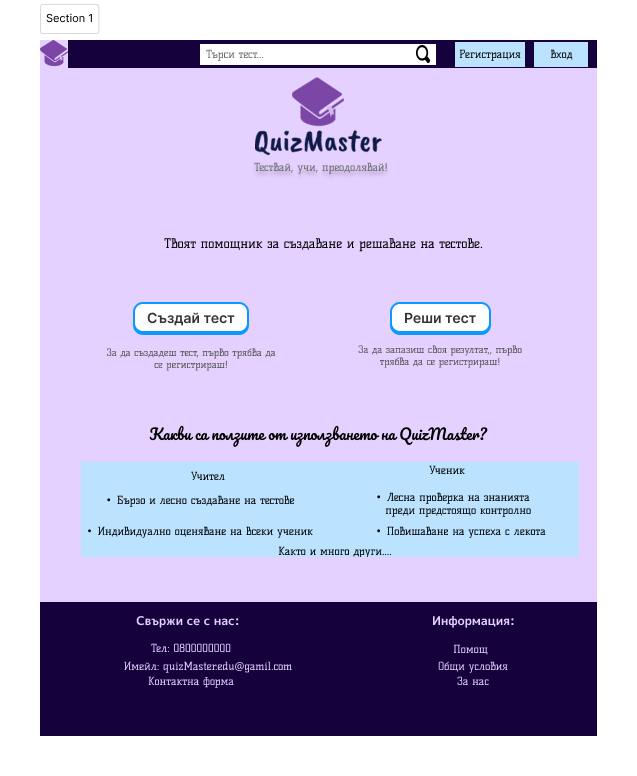 Section 1
Търси тест...
Регистрация
Вход
QuizMaster
Тествай, учи, преодолявай!
Твоят помощник за създаване и решаване на тестове.
Създай тест
Реши тест
За да създадеш тест, първо трябва да
се регистрираш!
За да запазиш своя резултат,, първо
трябва да се регистрираш!
Какви са ползите от използването на QuizMaster?
Учител
• Бързо и лесно създаване на тестове
• Индивидуално оценяване на всеки ученик
Ученик
• Лесна проверка на знанията
преди предстоящо контролно
• Повишаване на успеха с лекота
Както и много други....
Свържи се с нас:
Тел: 0800000000
Имейл: quizMaster.edu@gamil.com
Контактна форма
Информация:
Помощ
Общи условия
За нас